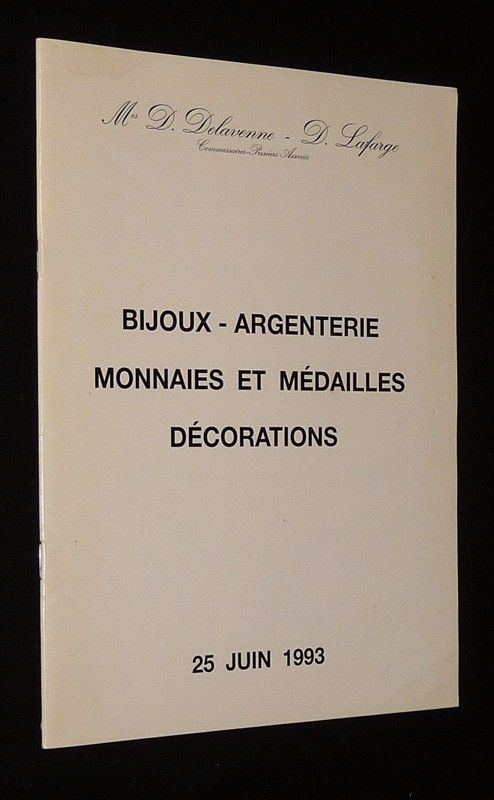 Mes D. Delavenne - D. Lafarge
Commissaires-Priseurs Associés
BIJOUX - ARGENTERIE
MONNAIES ET MÉDAILLES
DÉCORATIONS
25 JUIN 1993